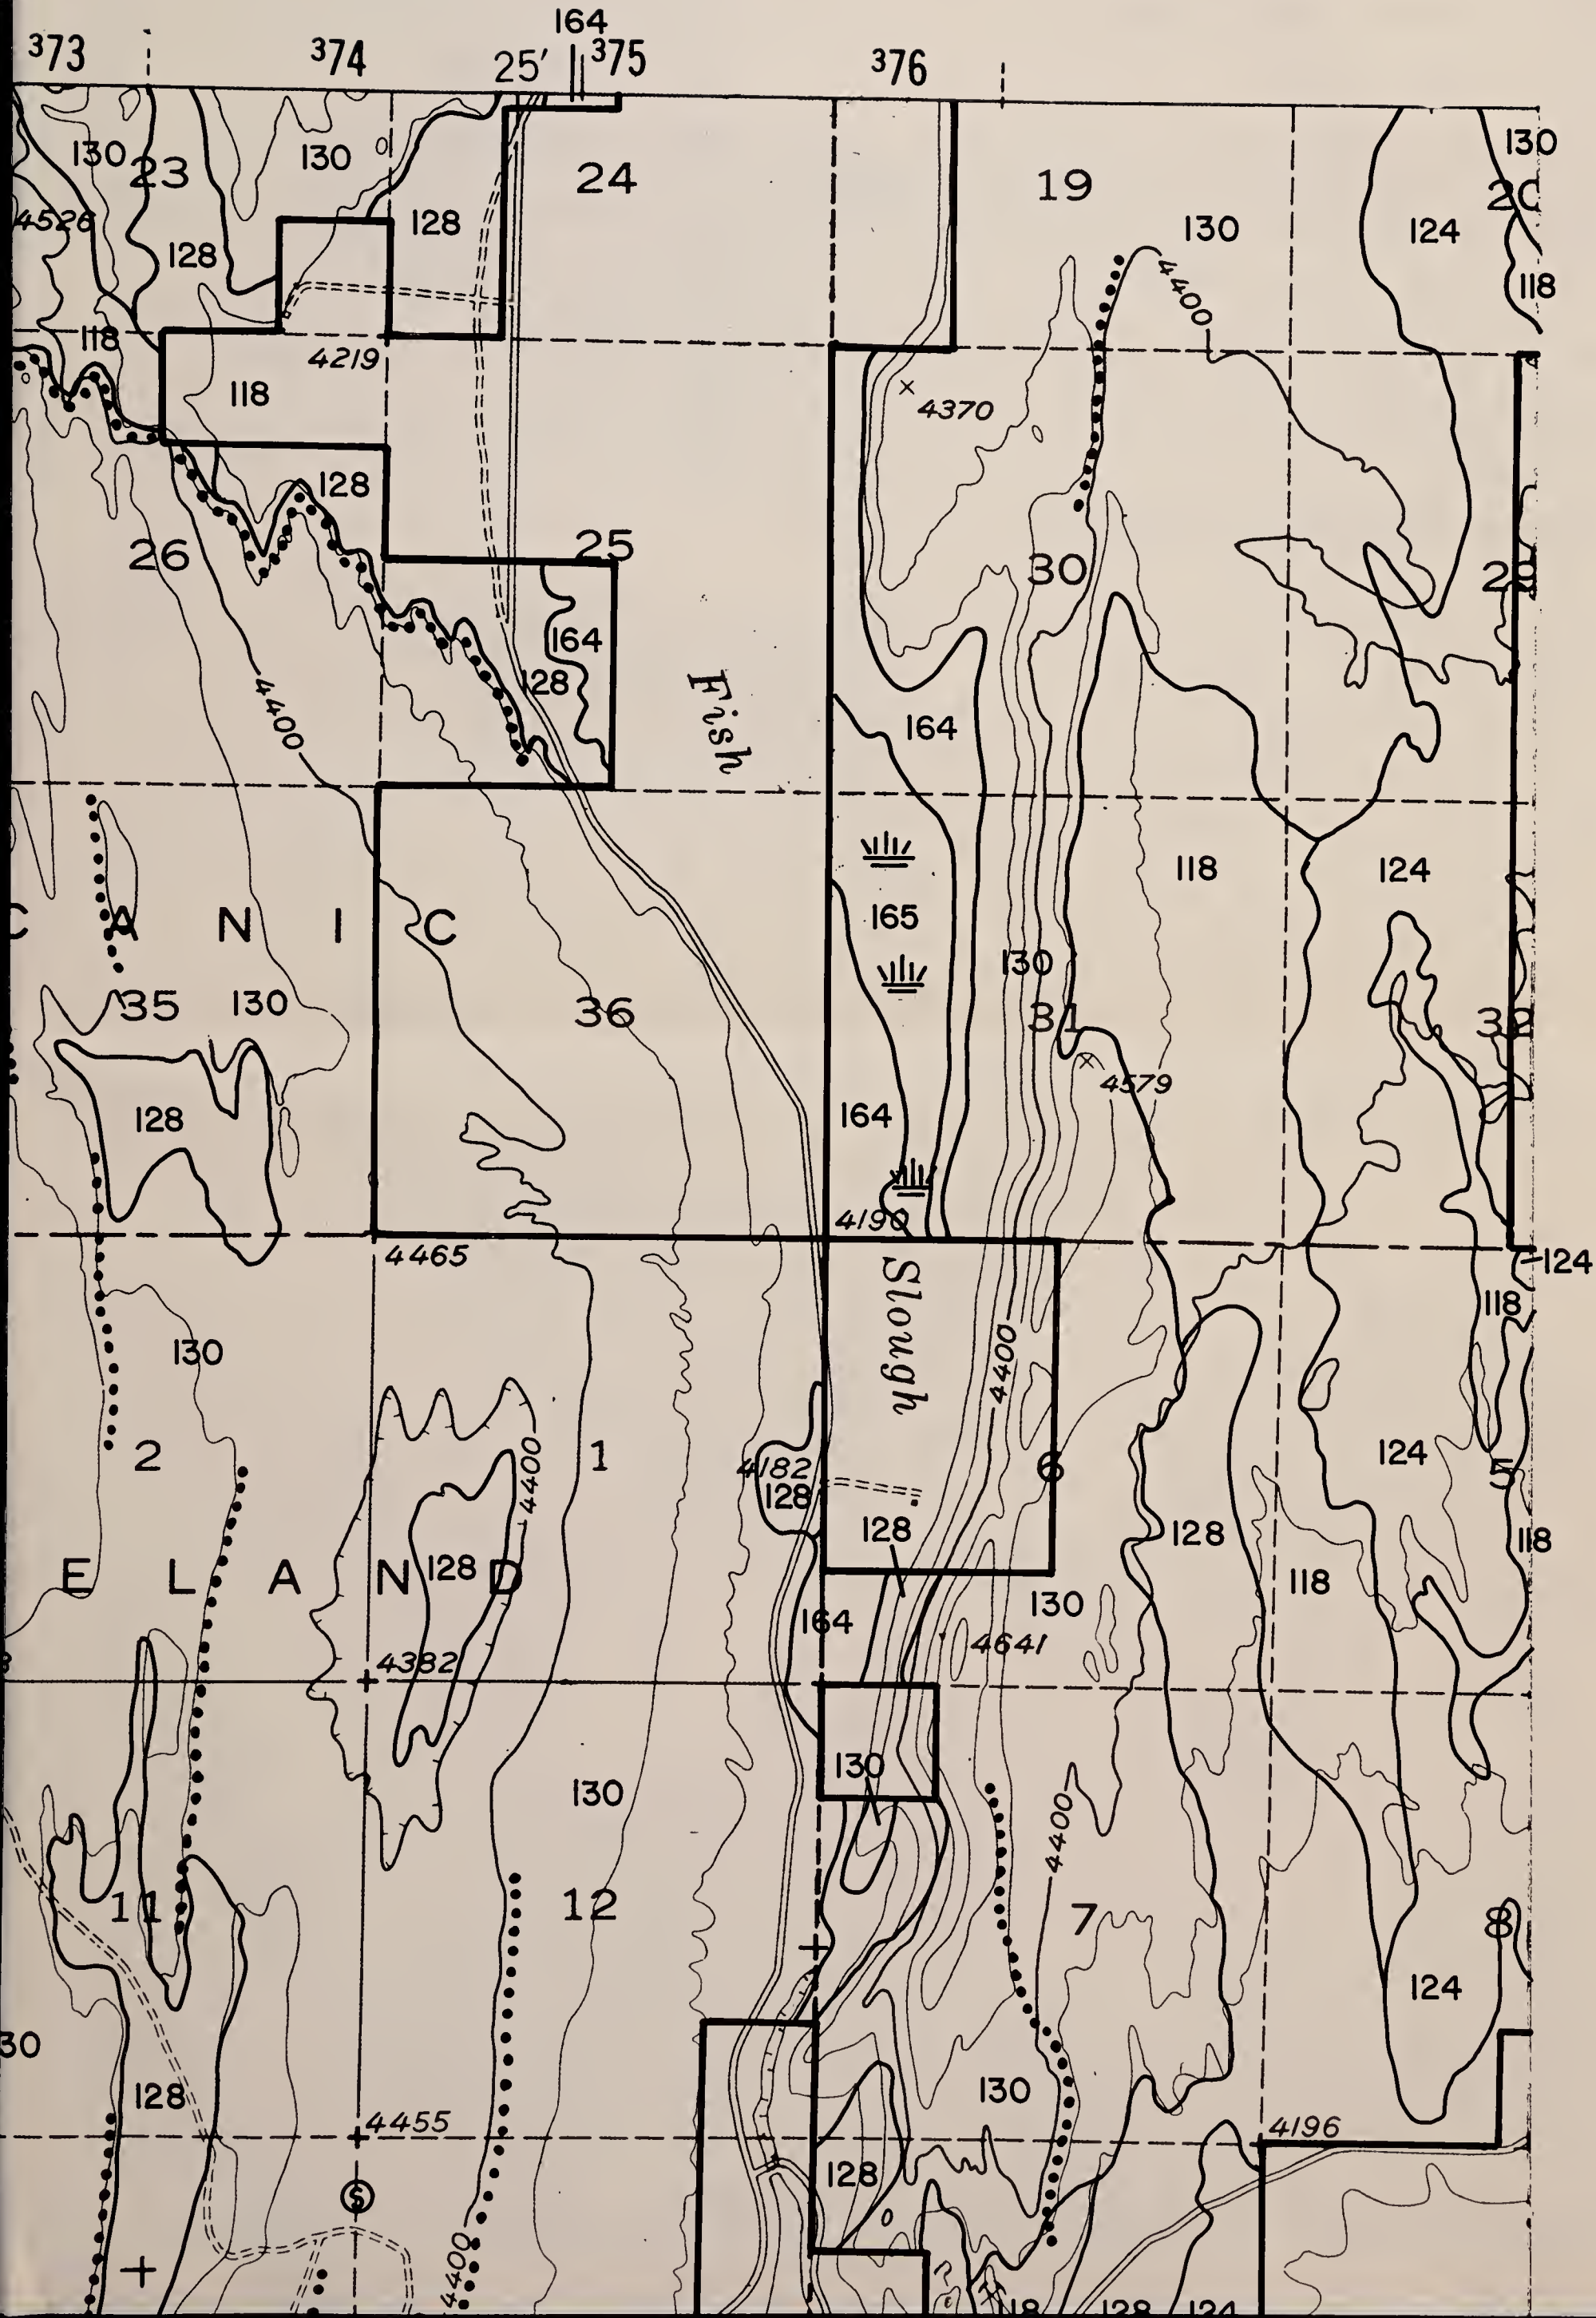 164
³73 ³74 25′ ³75 ³76
130 23 130 24 19 130 20
4526 128 128 130 124
118
118 4219 4400
118 4370
128
26 25 30 29
164
128
4400 Fish 164
118 124
165
C A N I C
130
35 130 36 31 32
4579
128 164
4190
4465 124
118
130 Slough 4400
2 4400 1 4182 6 124 5
128
128 128 118
E L A N D 128 118
130
164 4641
4382
130
130 4400
11 12 7 8
124
30
128 130
4455 4196
128
S
4400
118 128 124